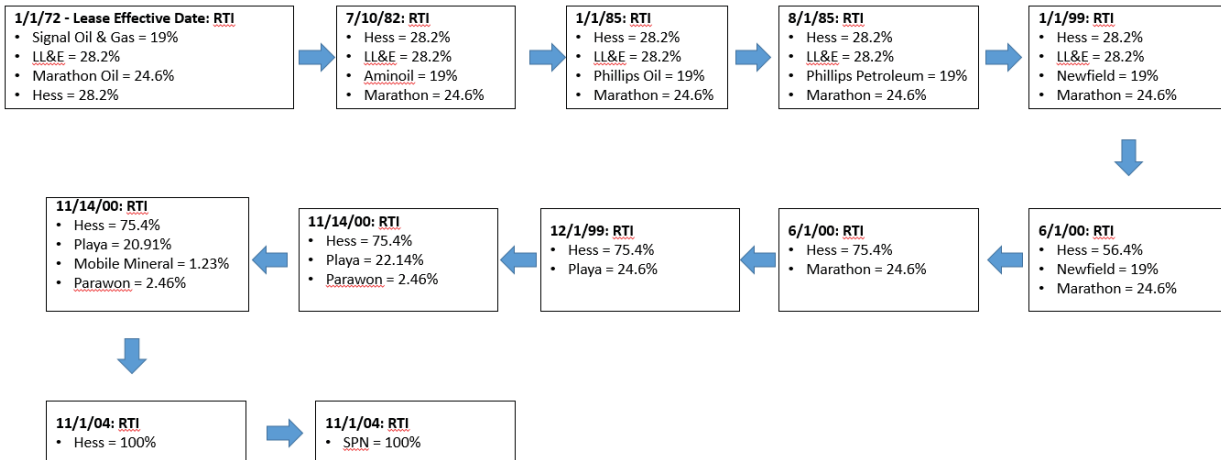 1/1/72 - Lease Effective Date: RTI
• Signal Oil & Gas = 19%
• LL&E = 28.2%
• Marathon Oil = 24.6%
• Hess = 28.2%
7/10/82: RTI
• Hess = 28.2%
• LL&E = 28.2%
• Aminoil = 19%
• Marathon = 24.6%
1/1/85: RTI
• Hess = 28.2%
• LL&E = 28.2%
• Phillips Oil = 19%
• Marathon = 24.6%
8/1/85: RTI
• Hess = 28.2%
• LL&E = 28.2%
• Phillips Petroleum = 19%
• Marathon = 24.6%
1/1/99: RTI
• Hess = 28.2%
• LL&E = 28.2%
• Newfield = 19%
• Marathon = 24.6%
6/1/00: RTI
• Hess = 56.4%
• Newfield = 19%
• Marathon = 24.6%
6/1/00: RTI
• Hess = 75.4%
• Marathon = 24.6%
12/1/99: RTI
• Hess = 75.4%
• Playa = 24.6%
11/14/00: RTI
• Hess = 75.4%
• Playa = 22.14%
• Parawon = 2.46%
11/14/00: RTI
• Hess = 75.4%
• Playa = 20.91%
• Mobile Mineral = 1.23%
• Parawon = 2.46%
11/1/04: RTI
• Hess = 100%
11/1/04: RTI
• SPN = 100%